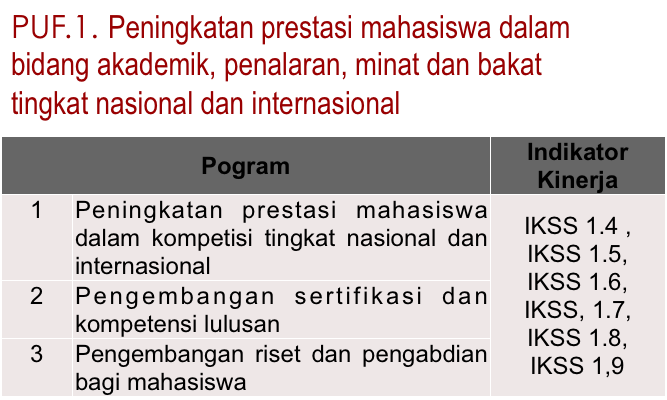 PUF.1. Peningkatan prestasi mahasiswa dalam
bidang akademik, penalaran, minat dan bakat
tingkat nasional dan internasional
Pogram
Indikator
Kinerja
1 Peningkatan prestasi mahasiswa
dalam kompetisi tingkat nasional dan
internasional
2 Pengembangan sertifikasi dan
kompetensi lulusan
3 Pengembangan riset dan pengabdian
bagi mahasiswa
IKSS 1.4 ,
IKSS 1.5,
IKSS 1.6,
IKSS, 1.7,
IKSS 1.8,
IKSS 1,9